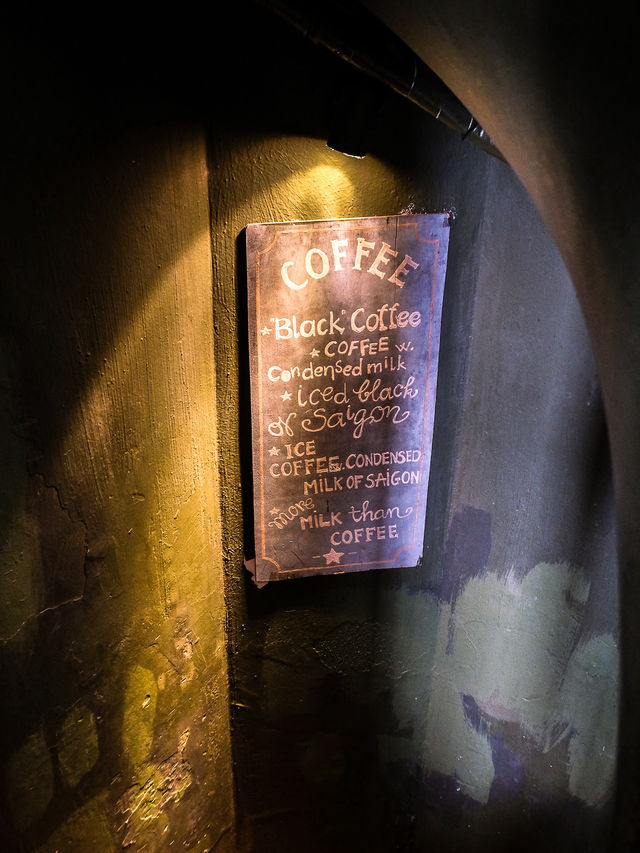 COFFEE
"Black" Coffee
COFFEE w.
Condensed milk
iced black
of Saigon
ICE
COFFEE w. CONDENSED
MILK OF SAiGON
More
MiLK than
COFFEE